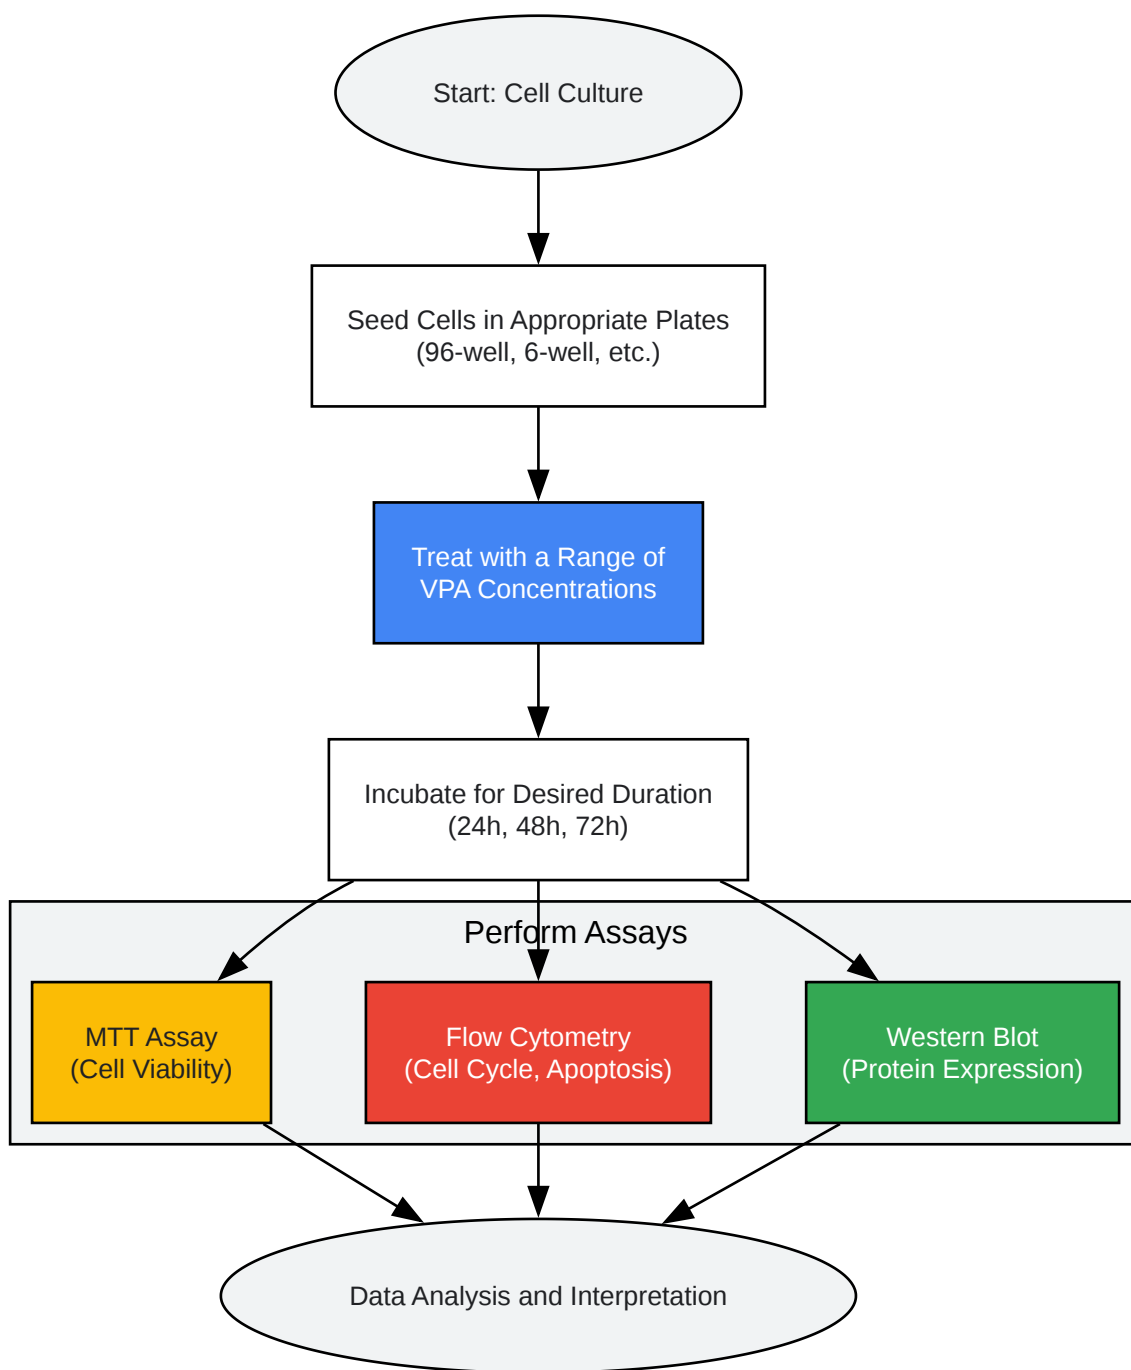 Start: Cell Culture
Seed Cells in Appropriate Plates
(96-well, 6-well, etc.)
Treat with a Range of
VPA Concentrations
Incubate for Desired Duration
(24h, 48h, 72h)
Perform Assays
MTT Assay
(Cell Viability)
Flow Cytometry
(Cell Cycle, Apoptosis)
Western Blot
(Protein Expression)
Data Analysis and Interpretation